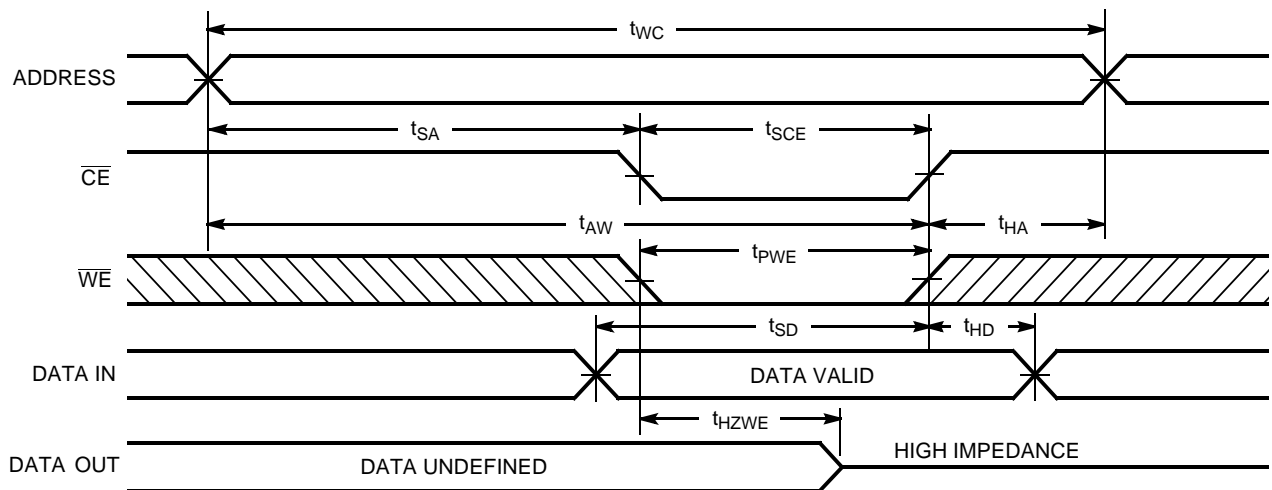 tWC
ADDRESS
tSA
tSCE
CE
tAW
tHA
tPWE
WE
tSD
tHD
DATA IN
DATA VALID
tHZWE
DATA OUT
DATA UNDEFINED
HIGH IMPEDANCE